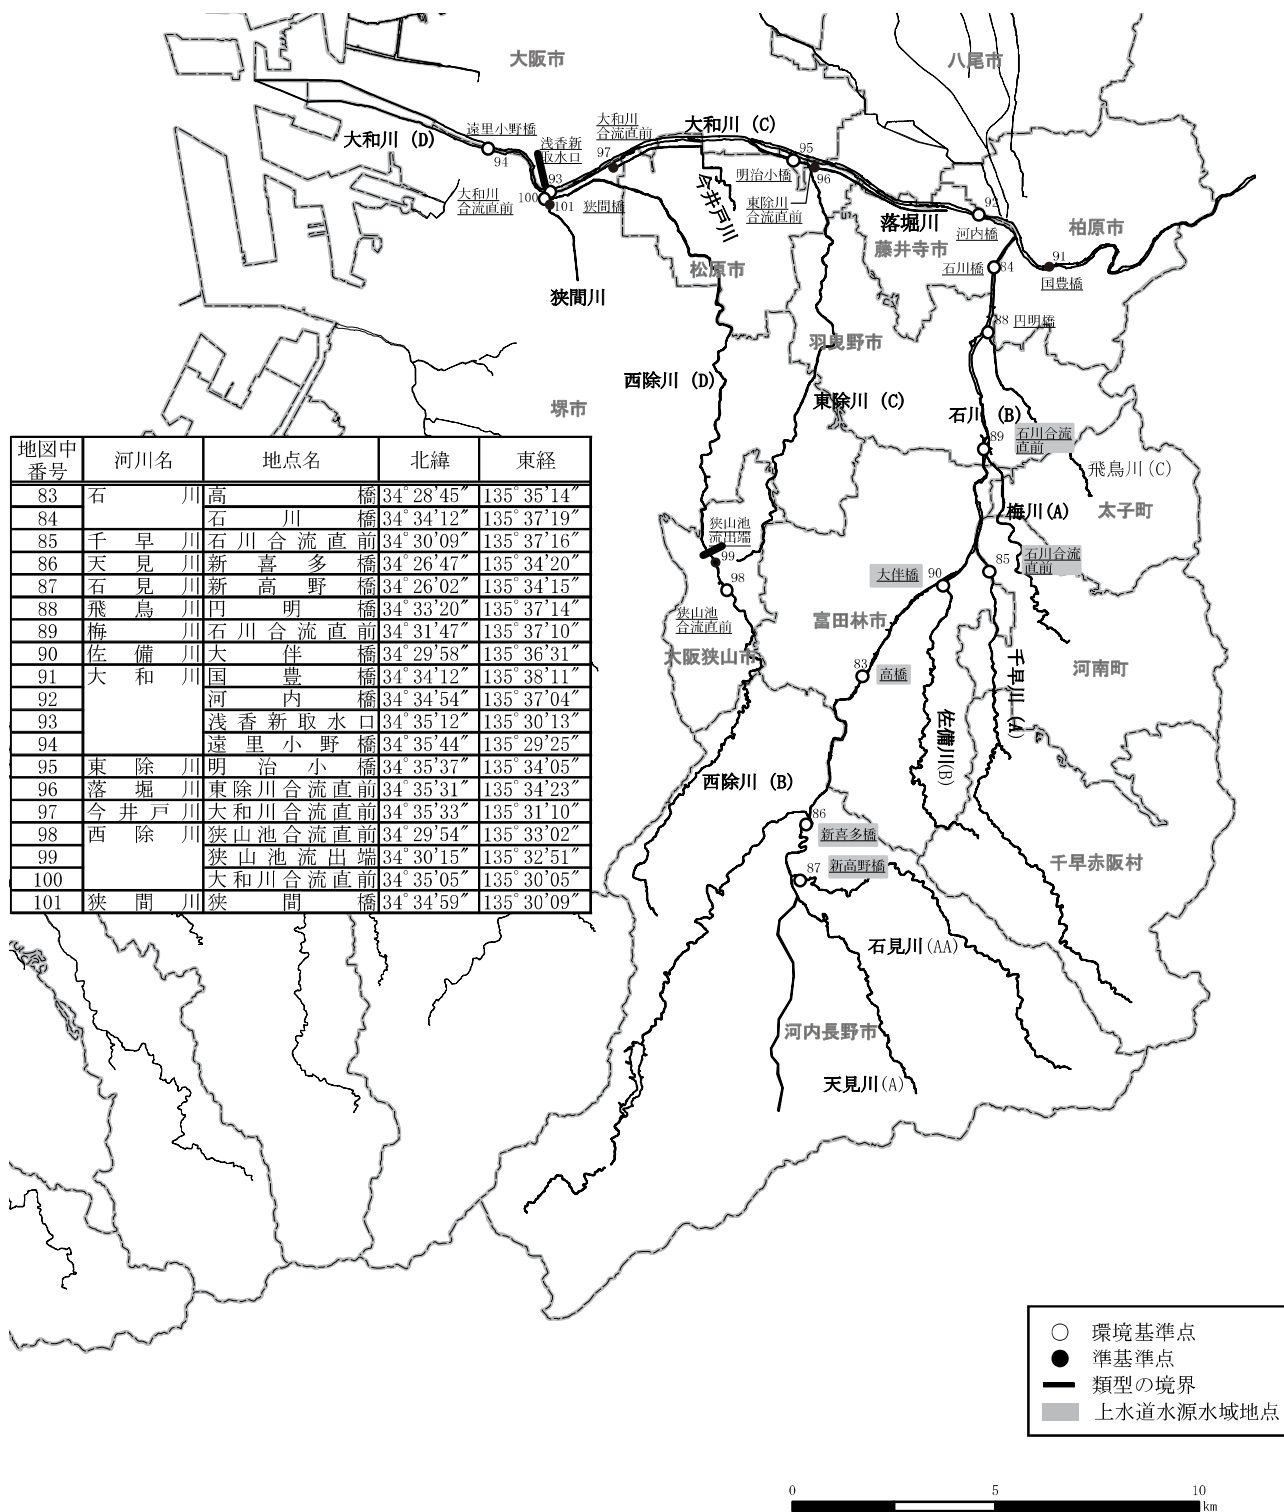 大阪市
八尾市
遠里小野橋
大和川
合流直前
大和川 (C)
大和川 (D)
浅香新
取水口
94
97
95
明治小橋
96
93
大和川
合流直前
100
101
狭間橋
今井戸川
東除川
合流直前
92
落堀川
河内橋
柏原市
藤井寺市
松原市
石川橋
84
91
国豊橋
狭間川
88
円明橋
羽曳野市
西除川 (D)
堺市
東除川 (C)
石川 (B)
89
石川合流
直前
飛鳥川(C)
梅川(A)
太子町
狭山池
流出端
99
98
大伴橋
90
85
石川合流
直前
狭山池
合流直前
富田林市
大阪狭山市
83
高橋
千早川 (A)
河南町
佐備川(B)
西除川 (B)
86
新喜多橋
87
新高野橋
千早赤阪村
石見川(AA)
河内長野市
天見川(A)
地図中
番号 河川名 地点名 北緯 東経
83 石川 高橋 34°28′45″ 135°35′14″
84 石川橋 34°34′12″ 135°37′19″
85 千早川 石川合流直前 34°30′09″ 135°37′16″
86 天見川 新喜多橋 34°26′47″ 135°34′20″
87 石見川 新高野橋 34°26′02″ 135°34′15″
88 飛鳥川 円明橋 34°33′20″ 135°37′14″
89 梅川 石川合流直前 34°31′47″ 135°37′10″
90 佐備川 大伴橋 34°29′58″ 135°36′31″
91 大和川 国豊橋 34°34′12″ 135°38′11″
92 河内橋 34°34′54″ 135°37′04″
93 浅香新取水口 34°35′12″ 135°30′13″
94 遠里小野橋 34°35′44″ 135°29′25″
95 東除川 明治小橋 34°35′37″ 135°34′05″
96 落堀川 東除川合流直前 34°35′31″ 135°34′23″
97 今井戸川 大和川合流直前 34°35′33″ 135°31′10″
98 西除川 狭山池合流直前 34°29′54″ 135°33′02″
99 狭山池流出端 34°30′15″ 135°32′51″
100 大和川合流直前 34°35′05″ 135°30′05″
101 狭間川 狭間橋 34°34′59″ 135°30′09″
環境基準点
準基準点
類型の境界
上水道水源水域地点
0 5 10
km